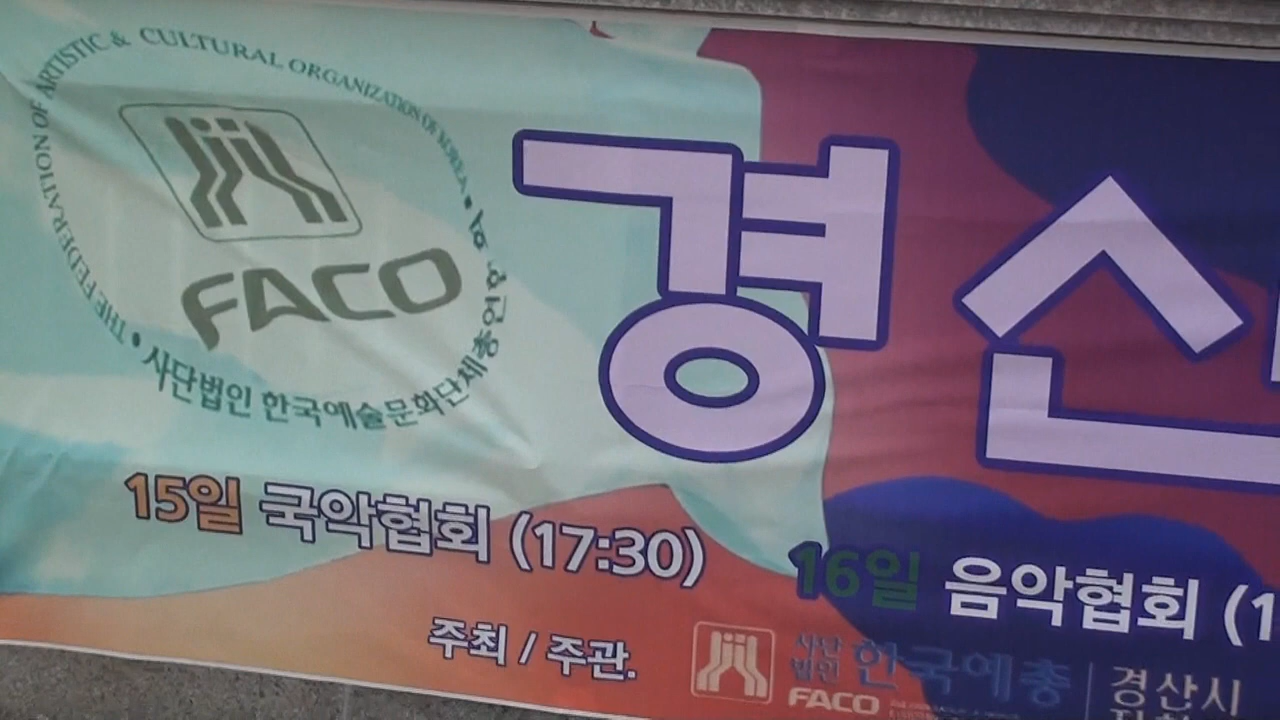 THE FEDERATION OF ARTISTIC & CULTURAL ORGANIZATION OF KOREA
FACO
사단법인 한국예술문화단체총연합회
경산
15일 국악협회 (17:30)
16일 음악협회 (1
주최 / 주관.
사단
법인 한국예총
FACO
경산시